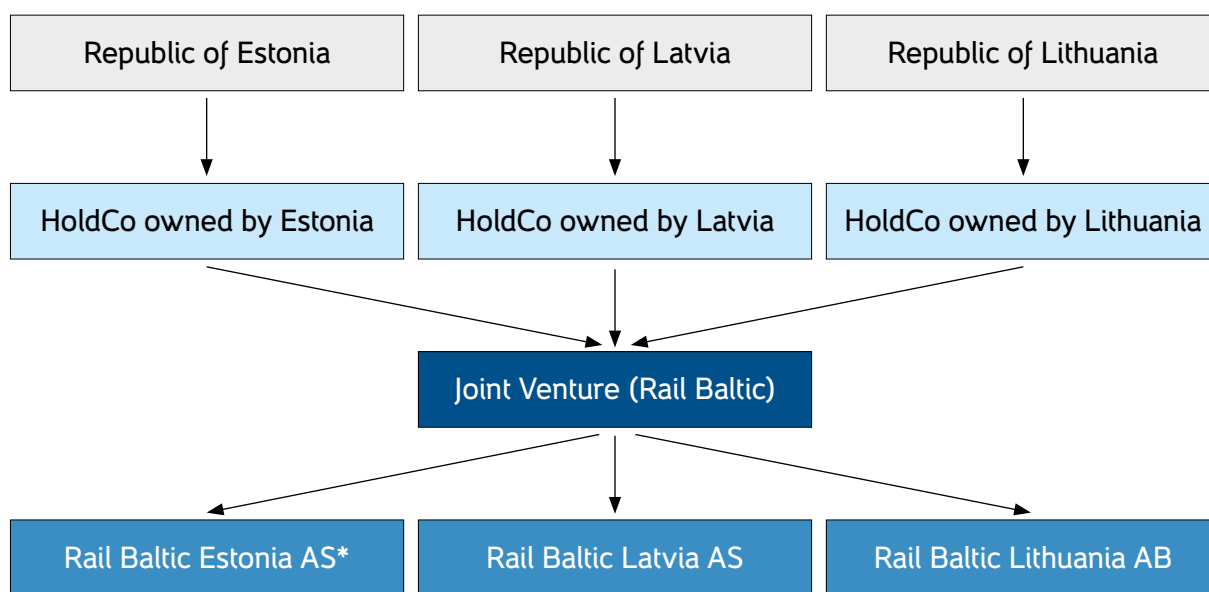 Republic of Estonia
Republic of Latvia
Republic of Lithuania
HoldCo owned by Estonia
HoldCo owned by Latvia
HoldCo owned by Lithuania
Joint Venture (Rail Baltic)
Rail Baltic Estonia AS*
Rail Baltic Latvia AS
Rail Baltic Lithuania AB